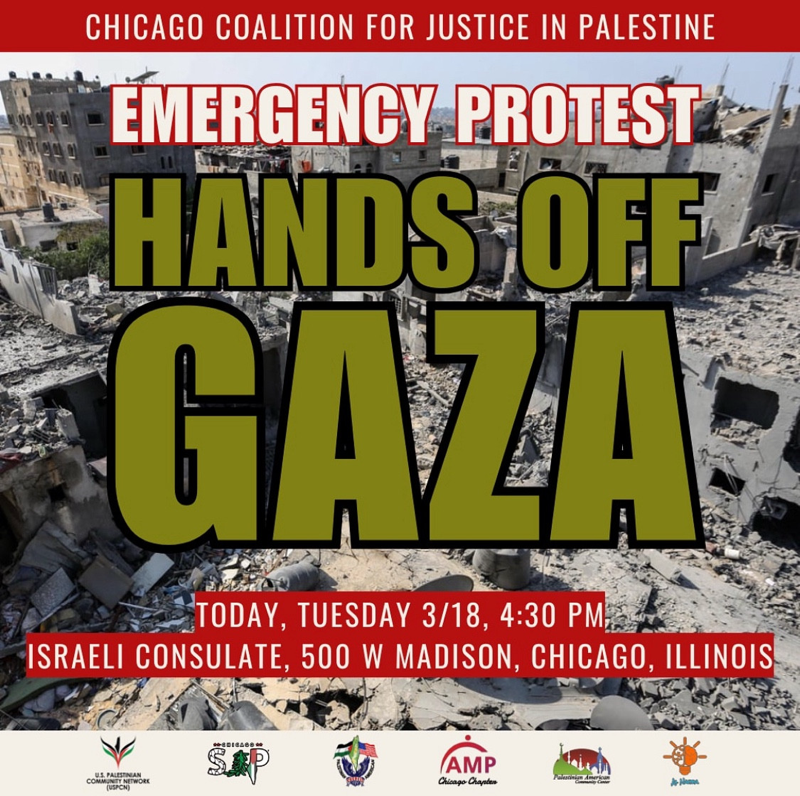 CHICAGO COALITION FOR JUSTICE IN PALESTINE
EMERGENCY PROTEST
HANDS OFF
GAZA
TODAY, TUESDAY 3/18, 4:30 PM
ISRAELI CONSULATE, 500 W MADISON, CHICAGO, ILLINOIS
U.S. PALESTINIAN
COMMUNITY NETWORK
(USPCN)
CHICAGO
SJP
AMP
Chicago Chapter
Palestinian American
Community Center